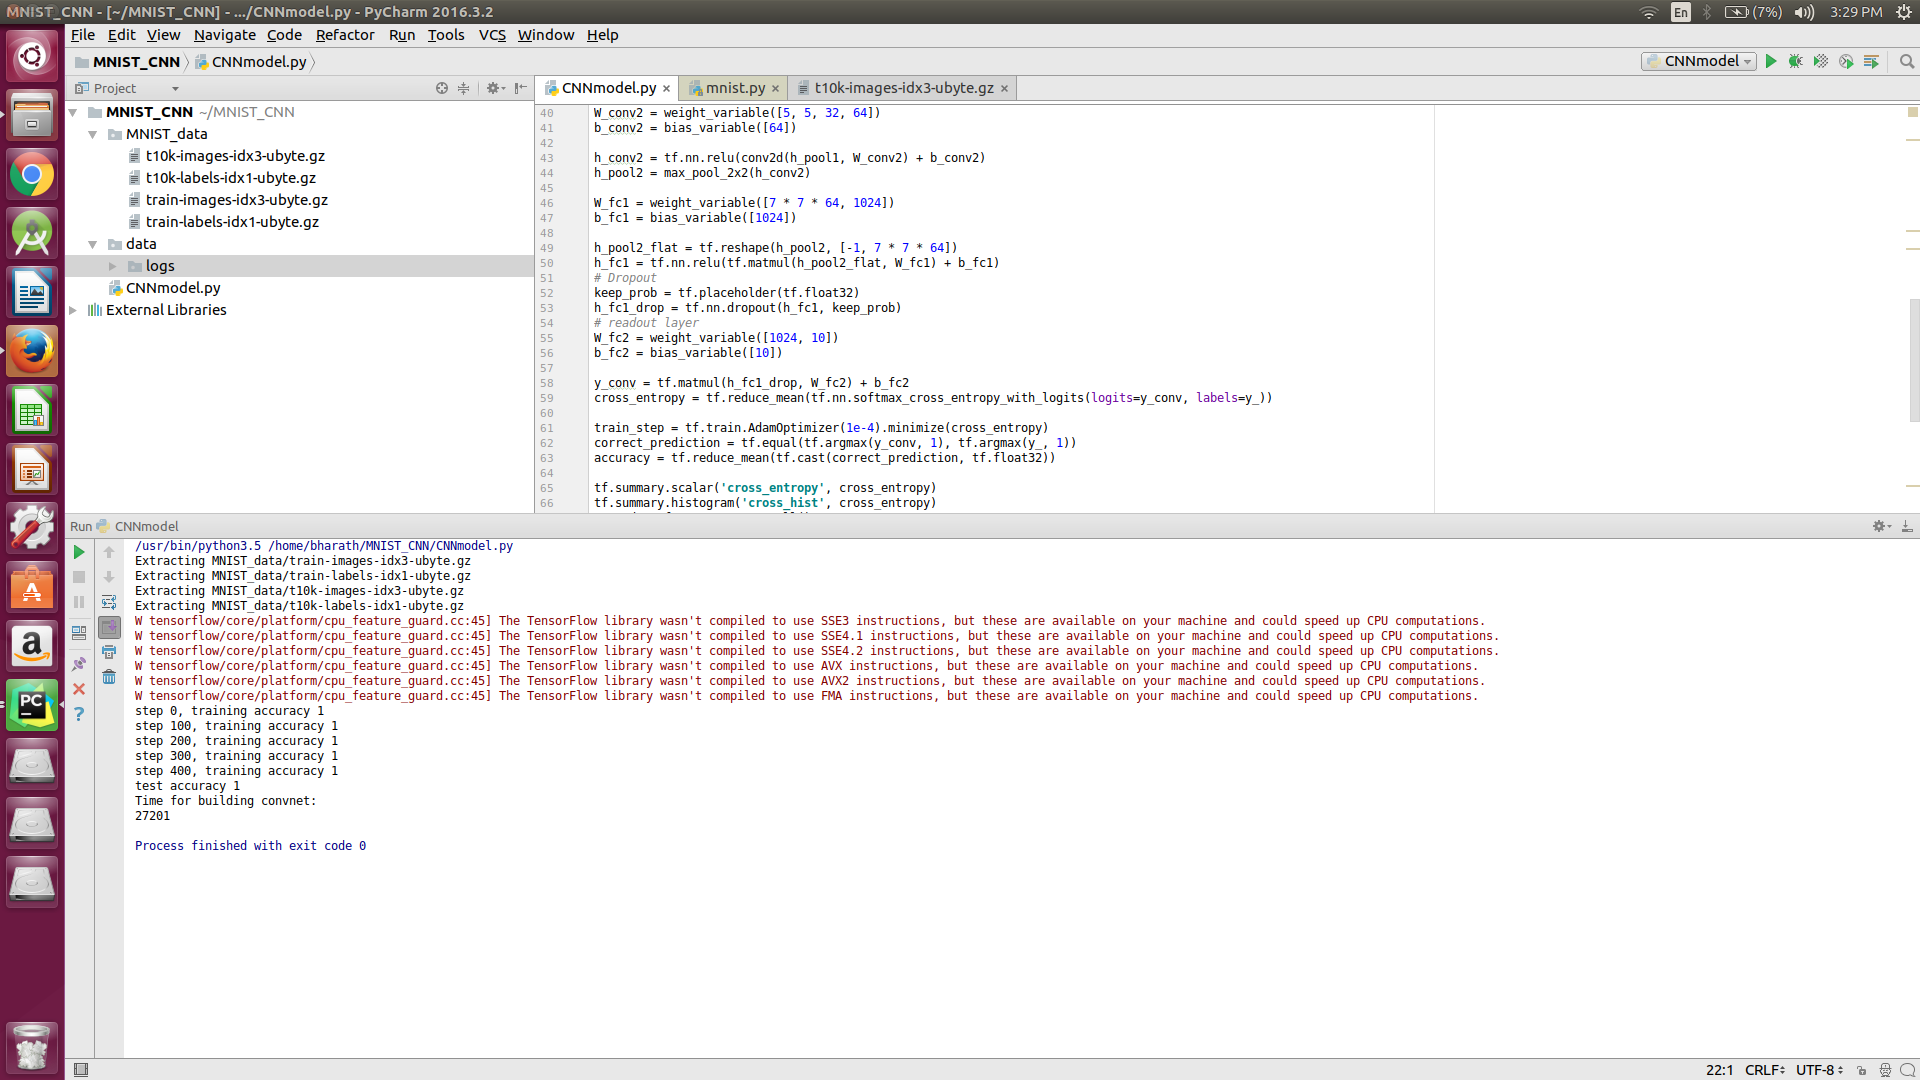 MNIST_CNN - [~/MNIST_CNN] - .../CNNmodel.py - PyCharm 2016.3.2
En (7%) 3:29 PM
File Edit View Navigate Code Refactor Run Tools VCS Window Help
MNIST_CNN CNNmodel.py CNNmodel
Project
CNNmodel.py × mnist.py × t10k-images-idx3-ubyte.gz ×
MNIST_CNN ~/MNIST_CNN
MNIST_data
t10k-images-idx3-ubyte.gz
t10k-labels-idx1-ubyte.gz
train-images-idx3-ubyte.gz
train-labels-idx1-ubyte.gz
data
logs
CNNmodel.py
External Libraries
40 W_conv2 = weight_variable([5, 5, 32, 64])
41 b_conv2 = bias_variable([64])
42
43 h_conv2 = tf.nn.relu(conv2d(h_pool1, W_conv2) + b_conv2)
44 h_pool2 = max_pool_2x2(h_conv2)
45
46 W_fc1 = weight_variable([7 * 7 * 64, 1024])
47 b_fc1 = bias_variable([1024])
48
49 h_pool2_flat = tf.reshape(h_pool2, [-1, 7 * 7 * 64])
50 h_fc1 = tf.nn.relu(tf.matmul(h_pool2_flat, W_fc1) + b_fc1)
51 # Dropout
52 keep_prob = tf.placeholder(tf.float32)
53 h_fc1_drop = tf.nn.dropout(h_fc1, keep_prob)
54 # readout layer
55 W_fc2 = weight_variable([1024, 10])
56 b_fc2 = bias_variable([10])
57
58 y_conv = tf.matmul(h_fc1_drop, W_fc2) + b_fc2
59 cross_entropy = tf.reduce_mean(tf.nn.softmax_cross_entropy_with_logits(logits=y_conv, labels=y_))
60
61 train_step = tf.train.AdamOptimizer(1e-4).minimize(cross_entropy)
62 correct_prediction = tf.equal(tf.argmax(y_conv, 1), tf.argmax(y_, 1))
63 accuracy = tf.reduce_mean(tf.cast(correct_prediction, tf.float32))
64
65 tf.summary.scalar('cross_entropy', cross_entropy)
66 tf.summary.histogram('cross_hist', cross_entropy)
Run CNNmodel
/usr/bin/python3.5 /home/bharath/MNIST_CNN/CNNmodel.py
Extracting MNIST_data/train-images-idx3-ubyte.gz
Extracting MNIST_data/train-labels-idx1-ubyte.gz
Extracting MNIST_data/t10k-images-idx3-ubyte.gz
Extracting MNIST_data/t10k-labels-idx1-ubyte.gz
W tensorflow/core/platform/cpu_feature_guard.cc:45] The TensorFlow library wasn't compiled to use SSE3 instructions, but these are available on your machine and could speed up CPU computations.
W tensorflow/core/platform/cpu_feature_guard.cc:45] The TensorFlow library wasn't compiled to use SSE4.1 instructions, but these are available on your machine and could speed up CPU computations.
W tensorflow/core/platform/cpu_feature_guard.cc:45] The TensorFlow library wasn't compiled to use SSE4.2 instructions, but these are available on your machine and could speed up CPU computations.
W tensorflow/core/platform/cpu_feature_guard.cc:45] The TensorFlow library wasn't compiled to use AVX instructions, but these are available on your machine and could speed up CPU computations.
W tensorflow/core/platform/cpu_feature_guard.cc:45] The TensorFlow library wasn't compiled to use AVX2 instructions, but these are available on your machine and could speed up CPU computations.
W tensorflow/core/platform/cpu_feature_guard.cc:45] The TensorFlow library wasn't compiled to use FMA instructions, but these are available on your machine and could speed up CPU computations.
step 0, training accuracy 1
step 100, training accuracy 1
step 200, training accuracy 1
step 300, training accuracy 1
step 400, training accuracy 1
test accuracy 1
Time for building convnet:
27201
Process finished with exit code 0
PC
22:1 CRLF UTF-8